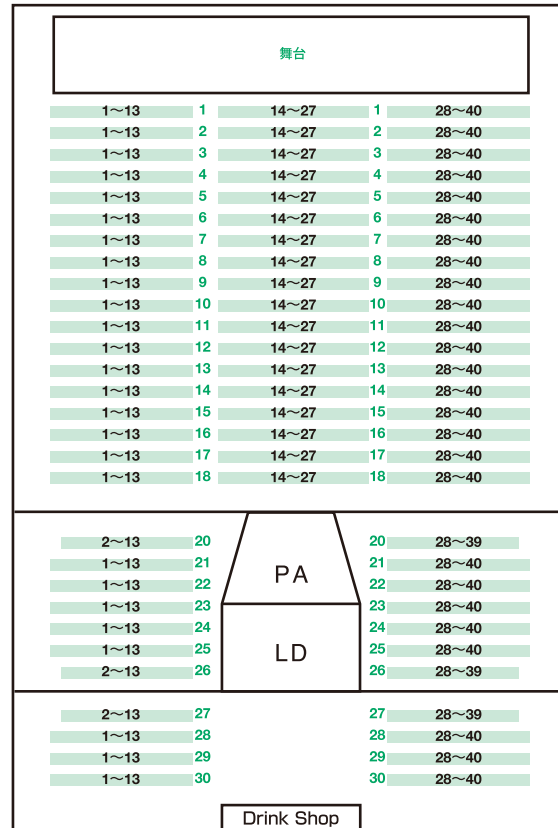 舞台
1～13 1 14～27 1 28～40
1～13 2 14～27 2 28～40
1～13 3 14～27 3 28～40
1～13 4 14～27 4 28～40
1～13 5 14～27 5 28～40
1～13 6 14～27 6 28～40
1～13 7 14～27 7 28～40
1～13 8 14～27 8 28～40
1～13 9 14～27 9 28～40
1～13 10 14～27 10 28～40
1～13 11 14～27 11 28～40
1～13 12 14～27 12 28～40
1～13 13 14～27 13 28～40
1～13 14 14～27 14 28～40
1～13 15 14～27 15 28～40
1～13 16 14～27 16 28～40
1～13 17 14～27 17 28～40
1～13 18 14～27 18 28～40
2～13 20 20 28～39
1～13 21 21 28～40
PA
1～13 22 22 28～40
1～13 23 23 28～40
1～13 24 24 28～40
1～13 25 25 28～40
LD
2～13 26 26 28～39
2～13 27 27 28～39
1～13 28 28 28～40
1～13 29 29 28～40
1～13 30 30 28～40
Drink Shop